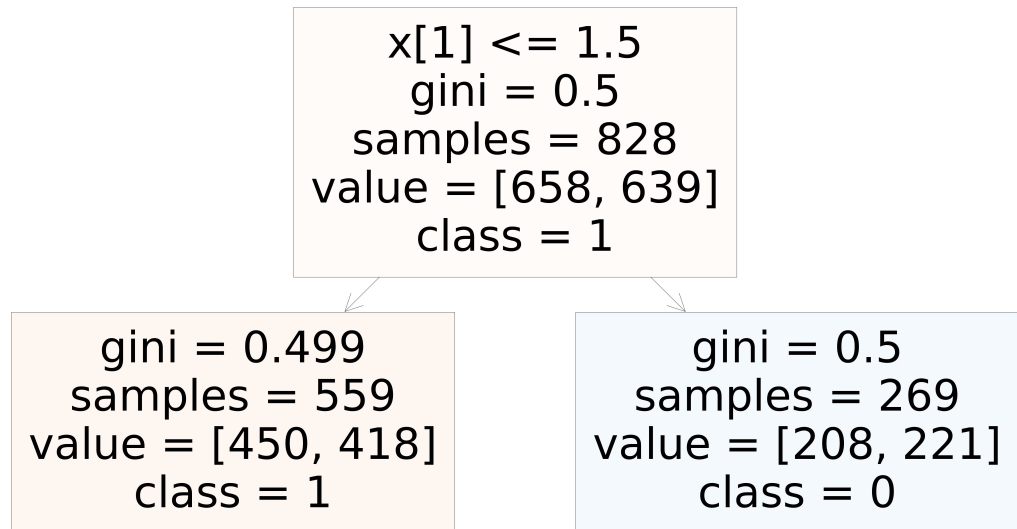 x[1] <= 1.5
gini = 0.5
samples = 828
value = [658, 639]
class = 1
gini = 0.499
samples = 559
value = [450, 418]
class = 1
gini = 0.5
samples = 269
value = [208, 221]
class = 0